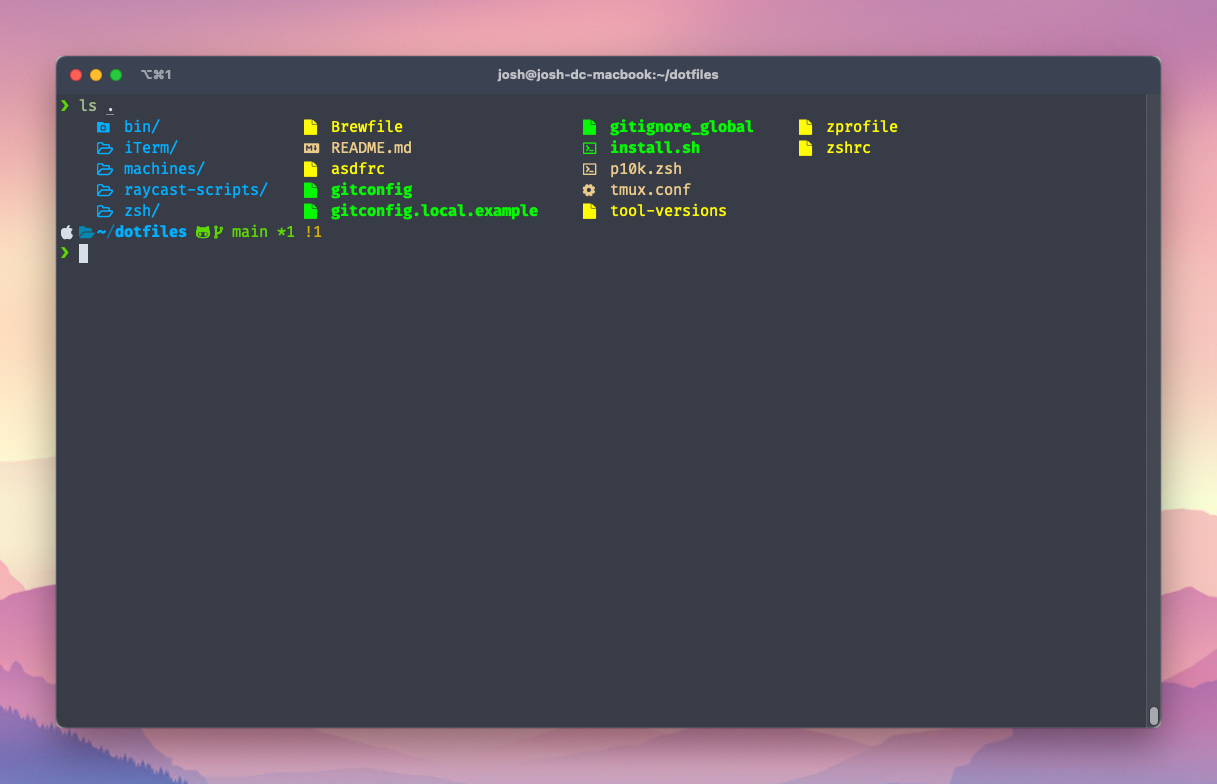 ⌥⌘1 josh@josh-dc-macbook:~/dotfiles
❯ ls .
bin/ Brewfile gitignore_global zprofile
iTerm/ README.md install.sh zshrc
machines/ asdfrc p10k.zsh
raycast-scripts/ gitconfig tmux.conf
zsh/ gitconfig.local.example tool-versions
~/dotfiles main *1 !1
❯